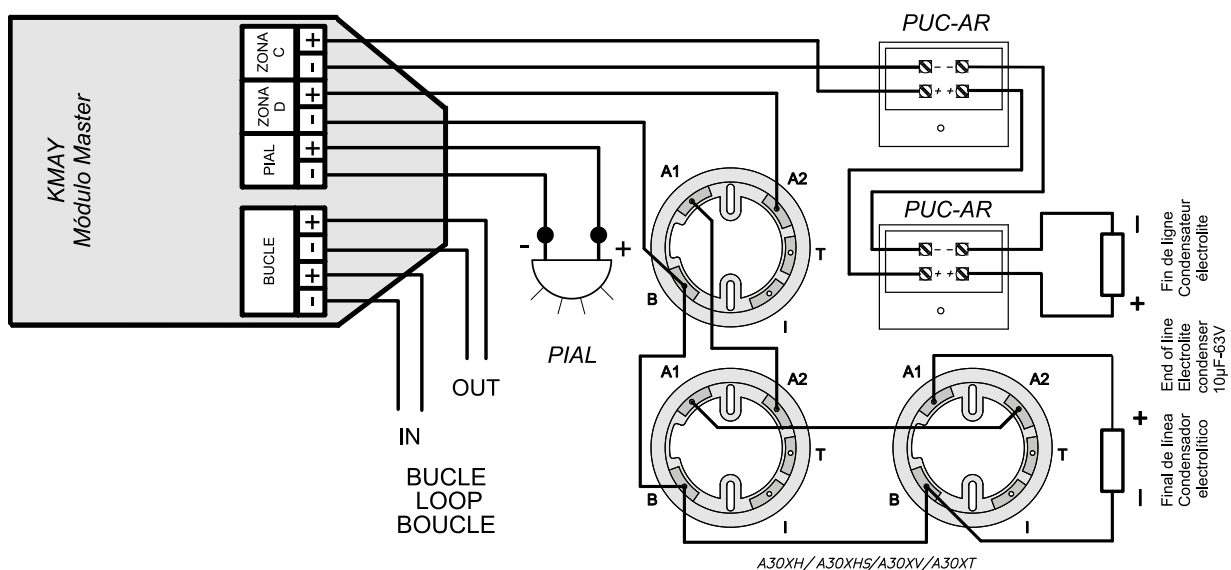 KMAY
Módulo Master
ZONA
C
+
-
ZONA
D
+
-
PIAL
+
-
BUCLE
+
-
+
-
IN
OUT
BUCLE
LOOP
BOUCLE
-
+
PIAL
PUC-AR
- -
+ +
PUC-AR
- -
+ +
A1
A2
T
B
I
A1
A2
T
B
I
A1
A2
T
B
I
A30XH/A30XHS/A30XV/A30XT
-
+
Fin de ligne
Condensateur
électrolite
End of line
Electrolite
condenser
10µF-63V
+
-
Final de línea
Condensador
electrolítico